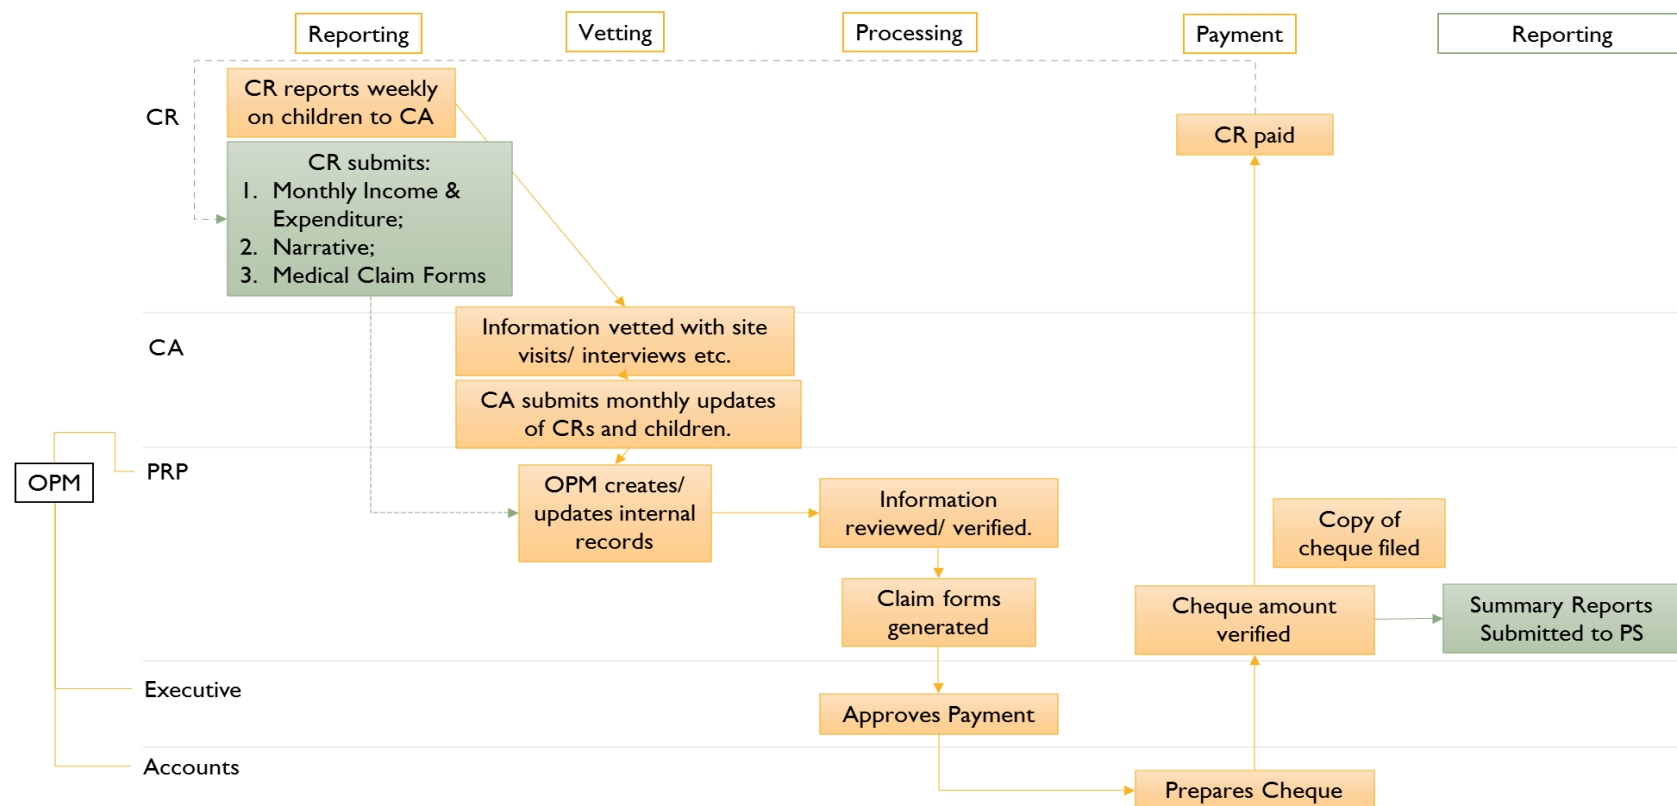 Reporting
Vetting
Processing
Payment
Reporting
CR
CR reports weekly
on children to CA
CR paid
CR submits:
1. Monthly Income &
Expenditure;
2. Narrative;
3. Medical Claim Forms
CA
Information vetted with site
visits/ interviews etc.
CA submits monthly updates
of CRs and children.
OPM
PRP
OPM creates/
updates internal
records
Information
reviewed/ verified.
Copy of
cheque filed
Claim forms
generated
Cheque amount
verified
Summary Reports
Submitted to PS
Executive
Approves Payment
Accounts
Prepares Cheque